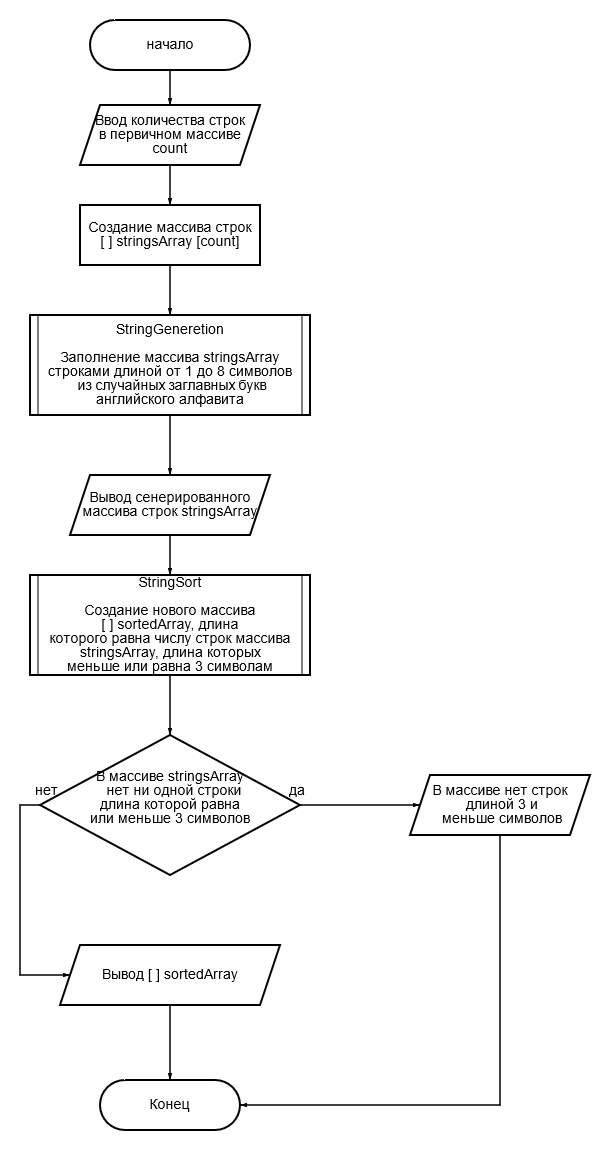 начало
Ввод количества строк
в первичном массиве
count
Создание массива строк
[ ] stringsArray [count]
StringGeneretion
Заполнение массива stringsArray
строками длиной от 1 до 8 символов
из случайных заглавных букв
английского алфавита
Вывод сенерированного
массива строк stringsArray
StringSort
Создание нового массива
[ ] sortedArray, длина
которого равна числу строк массива
stringsArray, длина которых
меньше или равна 3 символам
В массиве stringsArray
нет ни одной строки
длина которой равна
или меньше 3 символов
нет
да
В массиве нет строк
длиной 3 и
меньше символов
Вывод [ ] sortedArray
Конец